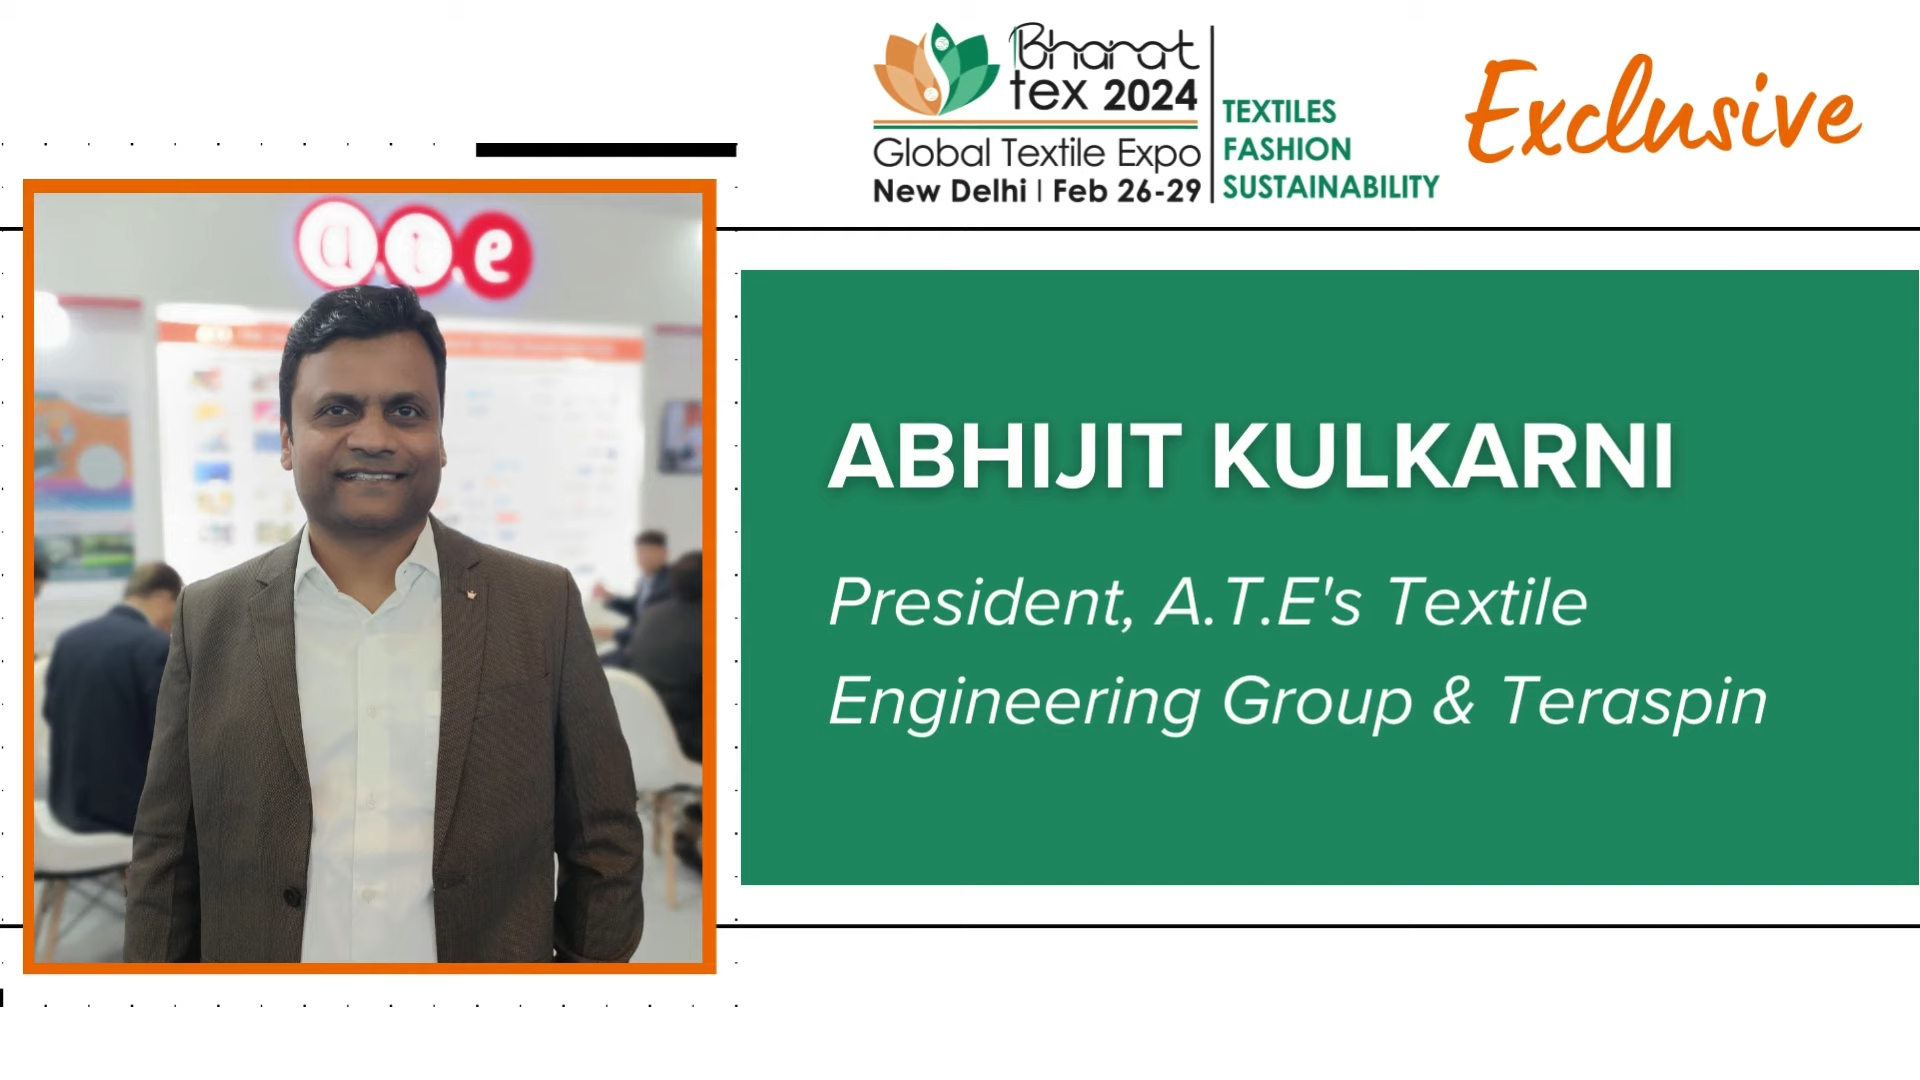 Bharat
tex 2024
Global Textile Expo
New Delhi | Feb 26-29
TEXTILES
FASHION
SUSTAINABILITY
Exclusive
a.t.e
ABHIJIT KULKARNI
President, A.T.E's Textile
Engineering Group & Teraspin